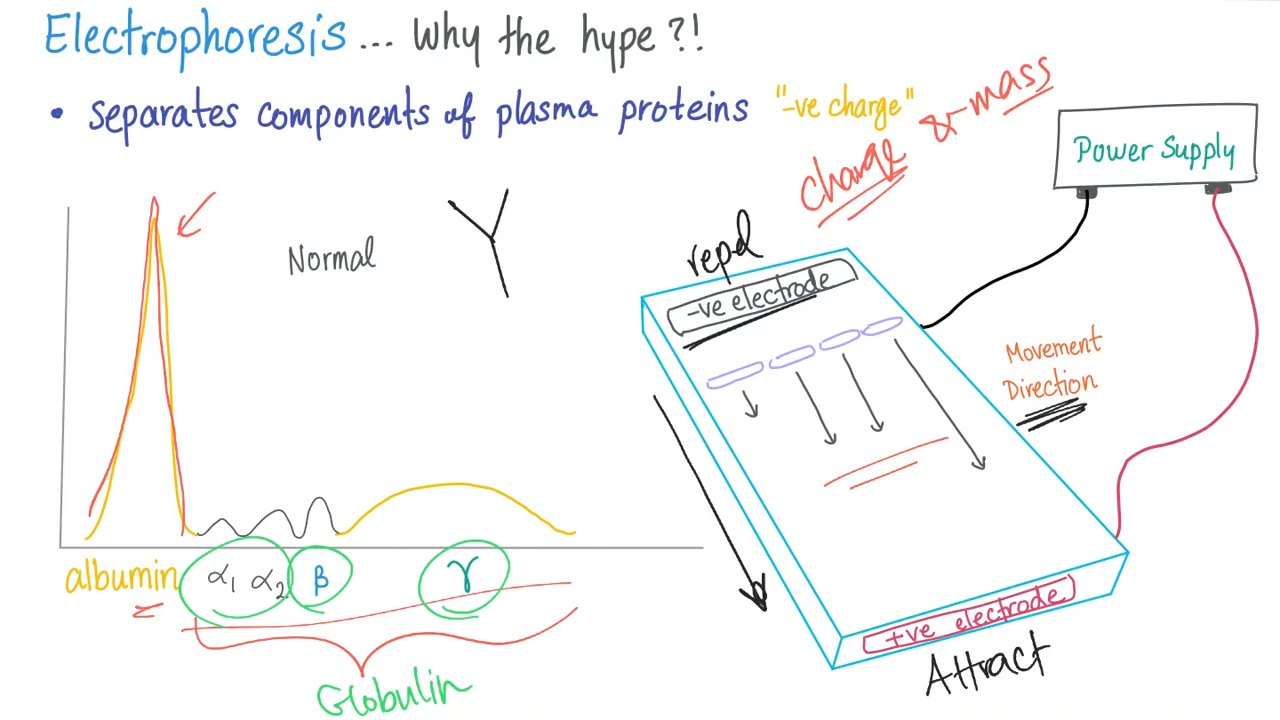 Electrophoresis ... Why the hype ?!
• separates components of plasma proteins "-ve charge"
charge & mass
Power Supply
Normal
repel
-ve electrode
Movement
Direction
albumin α1 α2 β γ
+ve electrode
Attract
Globulin